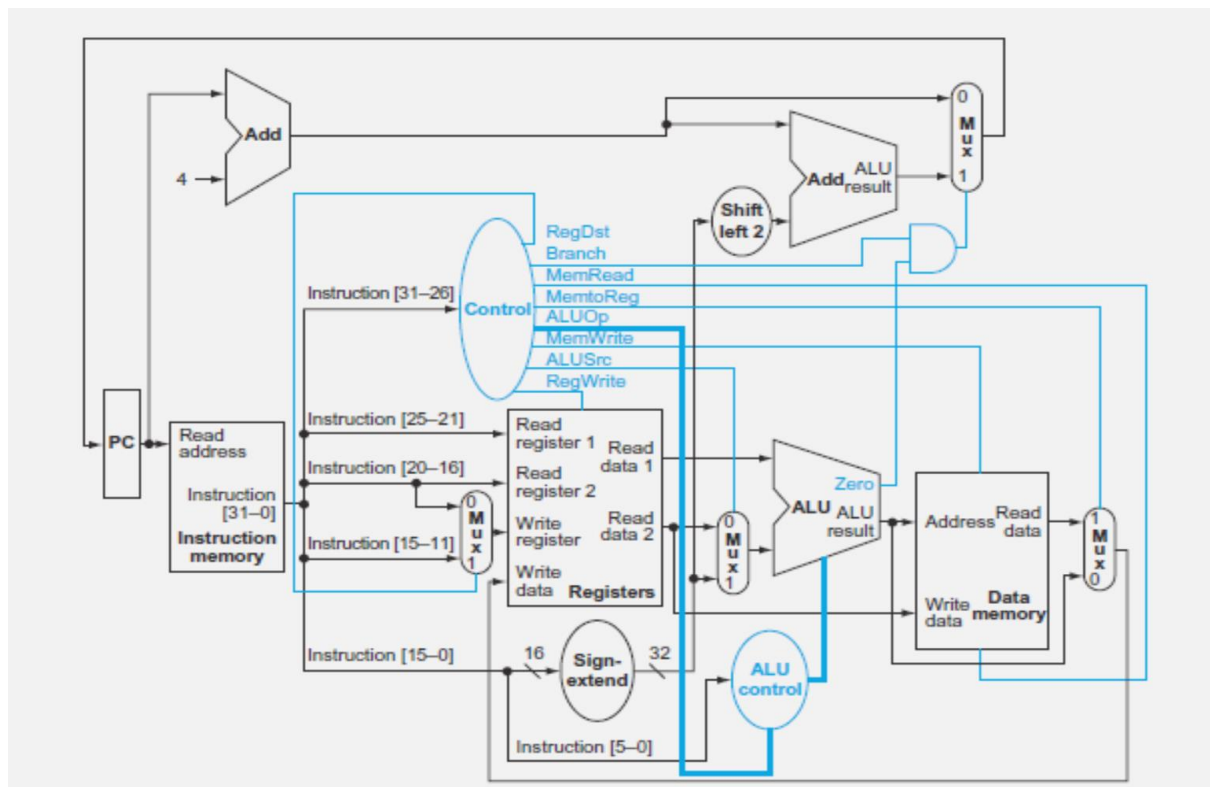 Add
4
0
M
u
x
1
Add
ALU
result
Shift
left 2
RegDst
Branch
MemRead
MemtoReg
ALUOp
MemWrite
ALUSrc
RegWrite
Control
Instruction [31–26]
Instruction [25–21]
Instruction [20–16]
Instruction [15–11]
Instruction [15–0]
Instruction [5–0]
PC
Read
address
Instruction
[31–0]
Instruction
memory
0
M
u
x
1
Read
register 1
Read
register 2
Write
register
Write
data
Read
data 1
Read
data 2
Registers
16
Sign-
extend
32
0
M
u
x
1
Zero
ALU
ALU
result
ALU
control
Address
Read
data
Write
data
Data
memory
1
M
u
x
0